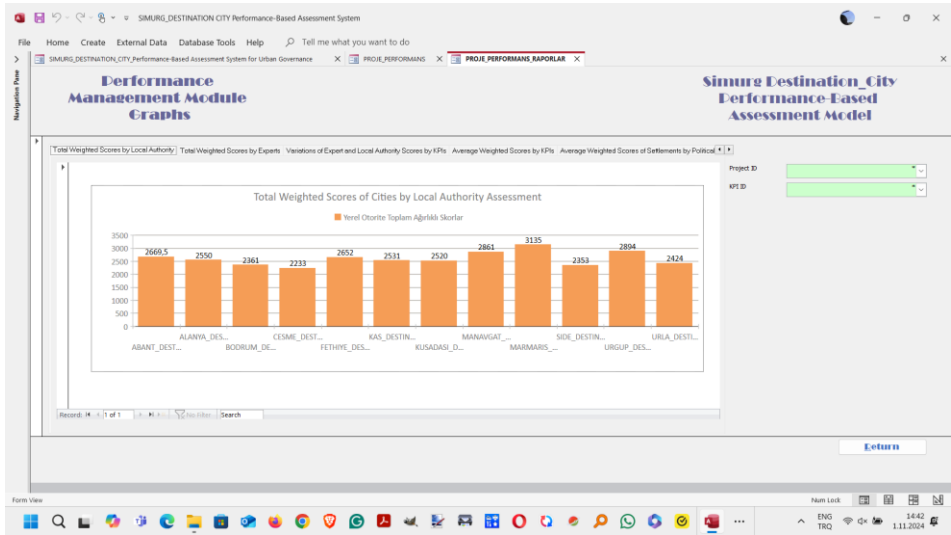 SIMURG_DESTINATION CITY Performance-Based Assessment System
File Home Create External Data Database Tools Help Tell me what you want to do
SIMURG_DESTINATION_CITY_Performance-Based Assessment System for Urban Governance X PROJE_PERFORMANS X PROJE_PERFORMANS_RAPORLAR X
Navigation Pane
Performance
Management Module
Graphs
Simurg Destination_City
Performance-Based
Assessment Model
Total Weighted Scores by Local Authority Total Weighted Scores by Experts Variations of Expert and Local Authority Scores by KPIs Average Weighted Scores by KPIs Average Weighted Scores of Settlements by Political
Project ID
KPI ID
Total Weighted Scores of Cities by Local Authority Assessment
Yerel Otorite Toplam Ağırlıklı Skorlar
3500
3000
2500
2000
1500
1000
500
0
2669,5 2550 2361 2233 2652 2531 2520 2861 3135 2353 2894 2424
ALANYA_DES... CESME_DEST... KAS_DESTIN... MANAVGAT_... SIDE_DESTIN... URLA_DESTI...
ABANT_DEST... BODRUM_DE... FETHIYE_DES... KUSADASI_D... MARMARIS_... URGUP_DES...
Record: 1 of 1 No Filter Search
Return
Form View Num Lock
ENG
TRQ
14:42
1.11.2024